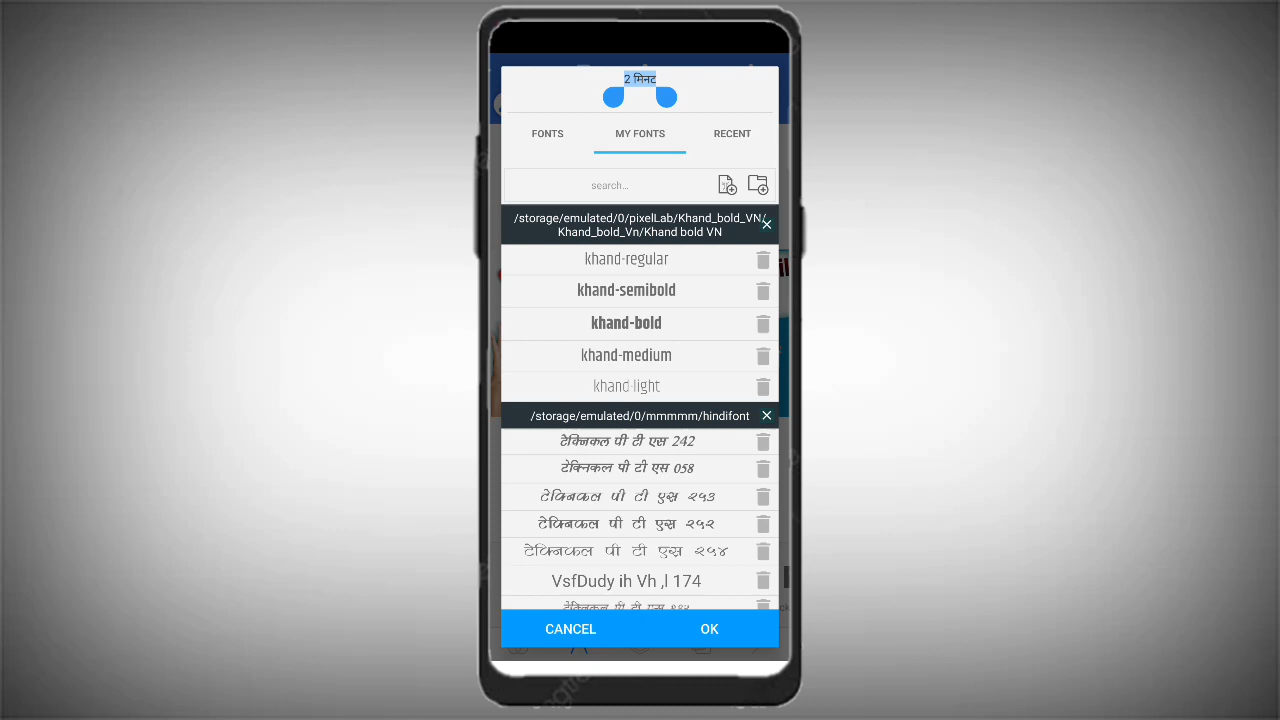 2 मिनट
FONTS
MY FONTS
RECENT
search...
/storage/emulated/0/pixelLab/Khand_bold_VN/
Khand_bold_Vn/Khand bold VN
khand-regular
khand-semibold
khand-bold
khand-medium
khand-light
/storage/emulated/0/mmmmm/hindifont
टेक्निकल पी टी एस 242
टेक्निकल पी टी एस 058
टेक्निकल पी टी एस २५३
टेक्निकल पी टी एस २५२
टेक्निकल पी टी एस २५४
VsfDudy ih Vh ,l 174
टेक्निकल पी टी एस
CANCEL
OK